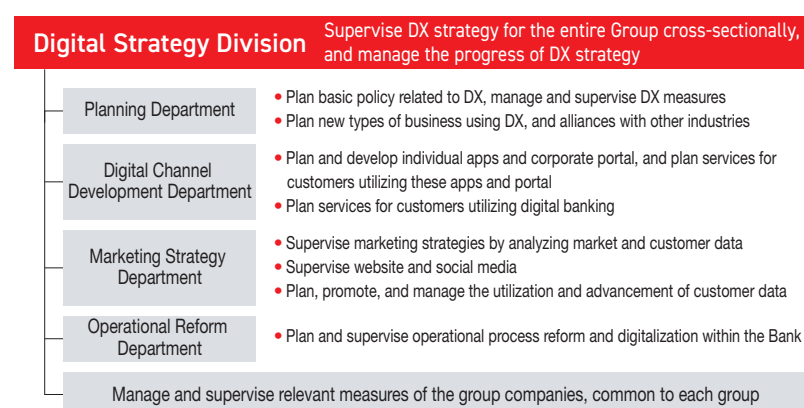 Digital Strategy Division
Supervise DX strategy for the entire Group cross-sectionally,
and manage the progress of DX strategy
Planning Department
• Plan basic policy related to DX, manage and supervise DX measures
• Plan new types of business using DX, and alliances with other industries
Digital Channel
Development Department
• Plan and develop individual apps and corporate portal, and plan services for
customers utilizing these apps and portal
• Plan services for customers utilizing digital banking
Marketing Strategy
Department
• Supervise marketing strategies by analyzing market and customer data
• Supervise website and social media
• Plan, promote, and manage the utilization and advancement of customer data
Operational Reform
Department
• Plan and supervise operational process reform and digitalization within the Bank
Manage and supervise relevant measures of the group companies, common to each group